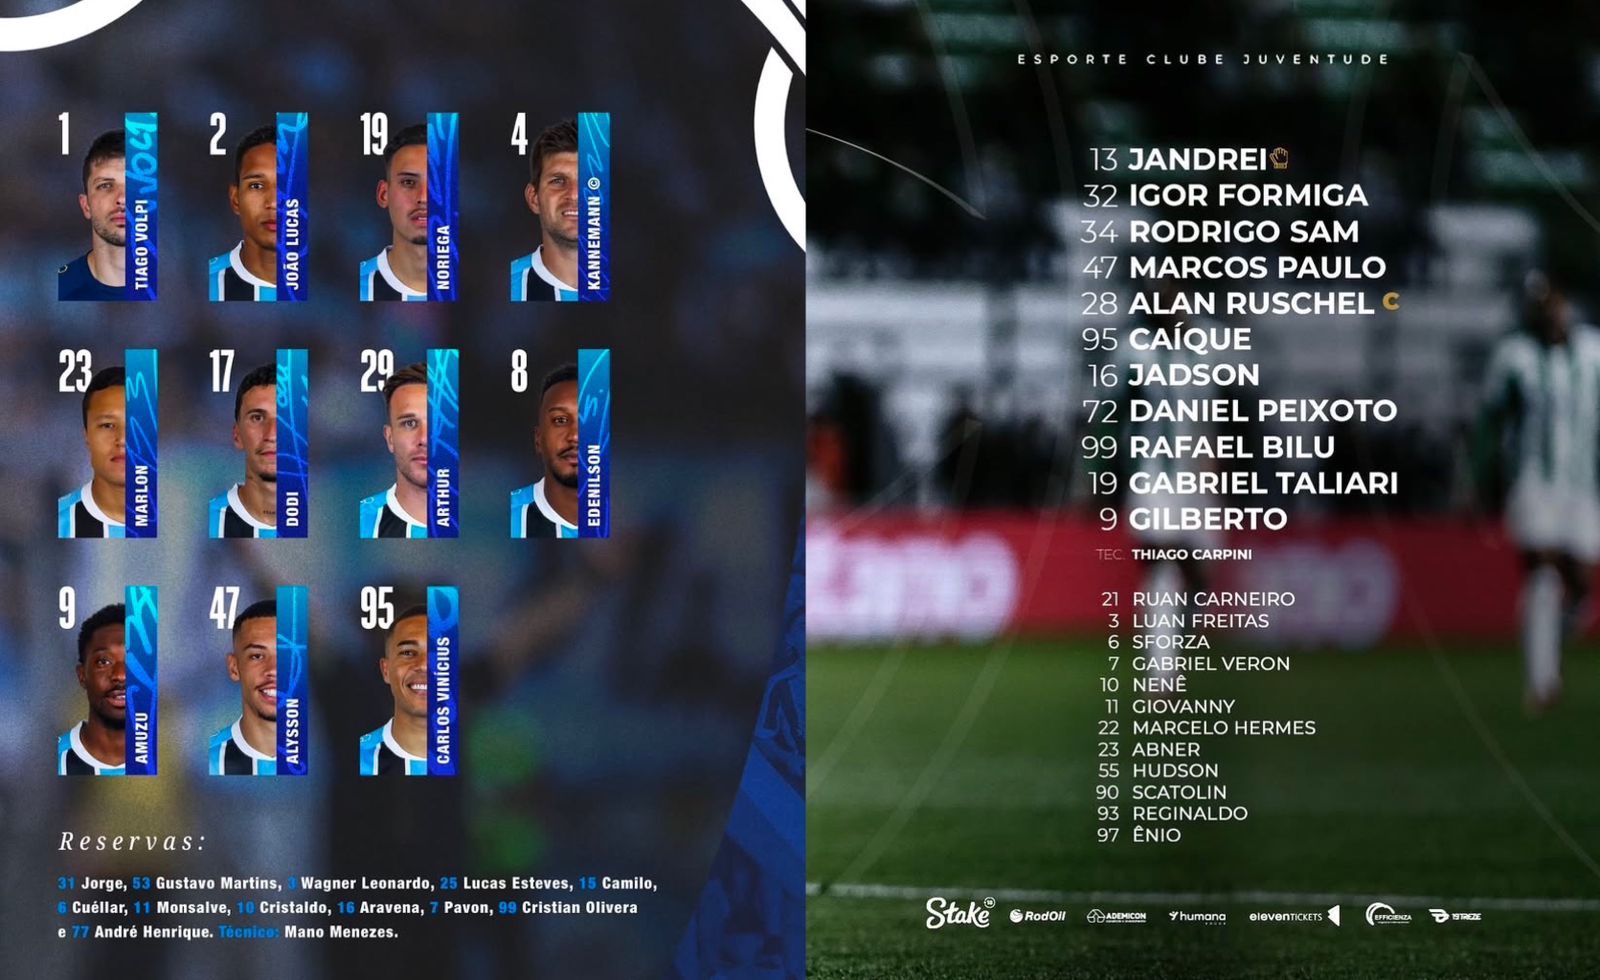 1 TIAGO VOLPI
2 JOÃO LUCAS
19 NORIEGA
4 KANNEMANN ©
23 MARLON
17 DODI
29 ARTHUR
8 EDENILSON
9 AMUZU
47 ALYSSON
95 CARLOS VINÍCIUS
Reservas:
31 Jorge, 53 Gustavo Martins, 3 Wagner Leonardo, 25 Lucas Esteves, 15 Camilo,
6 Cuéllar, 11 Monsalve, 10 Cristaldo, 16 Aravena, 7 Pavon, 99 Cristian Olivera
e 77 André Henrique. Técnico: Mano Menezes.
ESPORTE CLUBE JUVENTUDE
13 JANDREI
32 IGOR FORMIGA
34 RODRIGO SAM
47 MARCOS PAULO
28 ALAN RUSCHEL C
95 CAÍQUE
16 JADSON
72 DANIEL PEIXOTO
99 RAFAEL BILU
19 GABRIEL TALIARI
9 GILBERTO
TEC. THIAGO CARPINI
21 RUAN CARNEIRO
3 LUAN FREITAS
6 SFORZA
7 GABRIEL VERON
10 NENÊ
11 GIOVANNY
22 MARCELO HERMES
23 ABNER
55 HUDSON
90 SCATOLIN
93 REGINALDO
97 ÊNIO
Stake RodOil ADEMICON humana elevenTICKETS EFFICIENZA 19TREZE